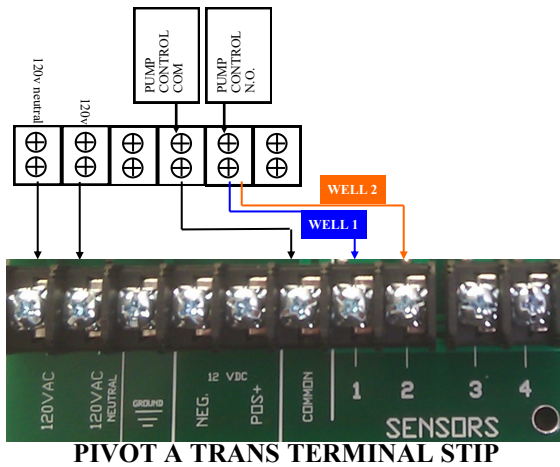 120v neutral
120v
PUMP
CONTROL
COM
PUMP
CONTROL
N.O.
WELL 2
WELL 1
120VAC
120VAC
NEUTRAL
GROUND
12 VDC
NEG.
POS+
COMMON
1
2
3
4
SENSORS
PIVOT A TRANS TERMINAL STIP